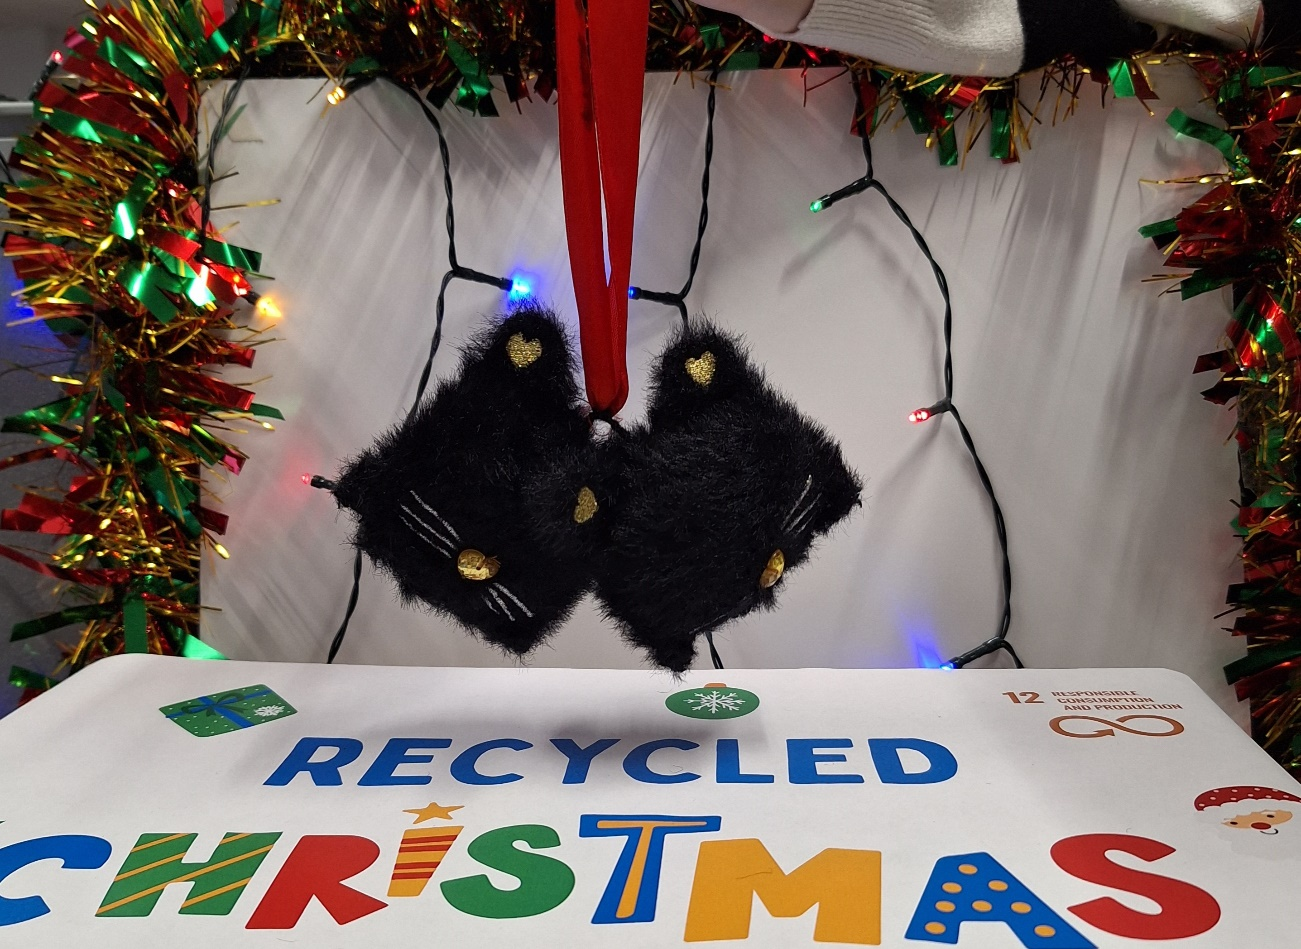 12 RESPONSIBLE
CONSUMPTION
AND PRODUCTION
RECYCLED
CHRISTMAS